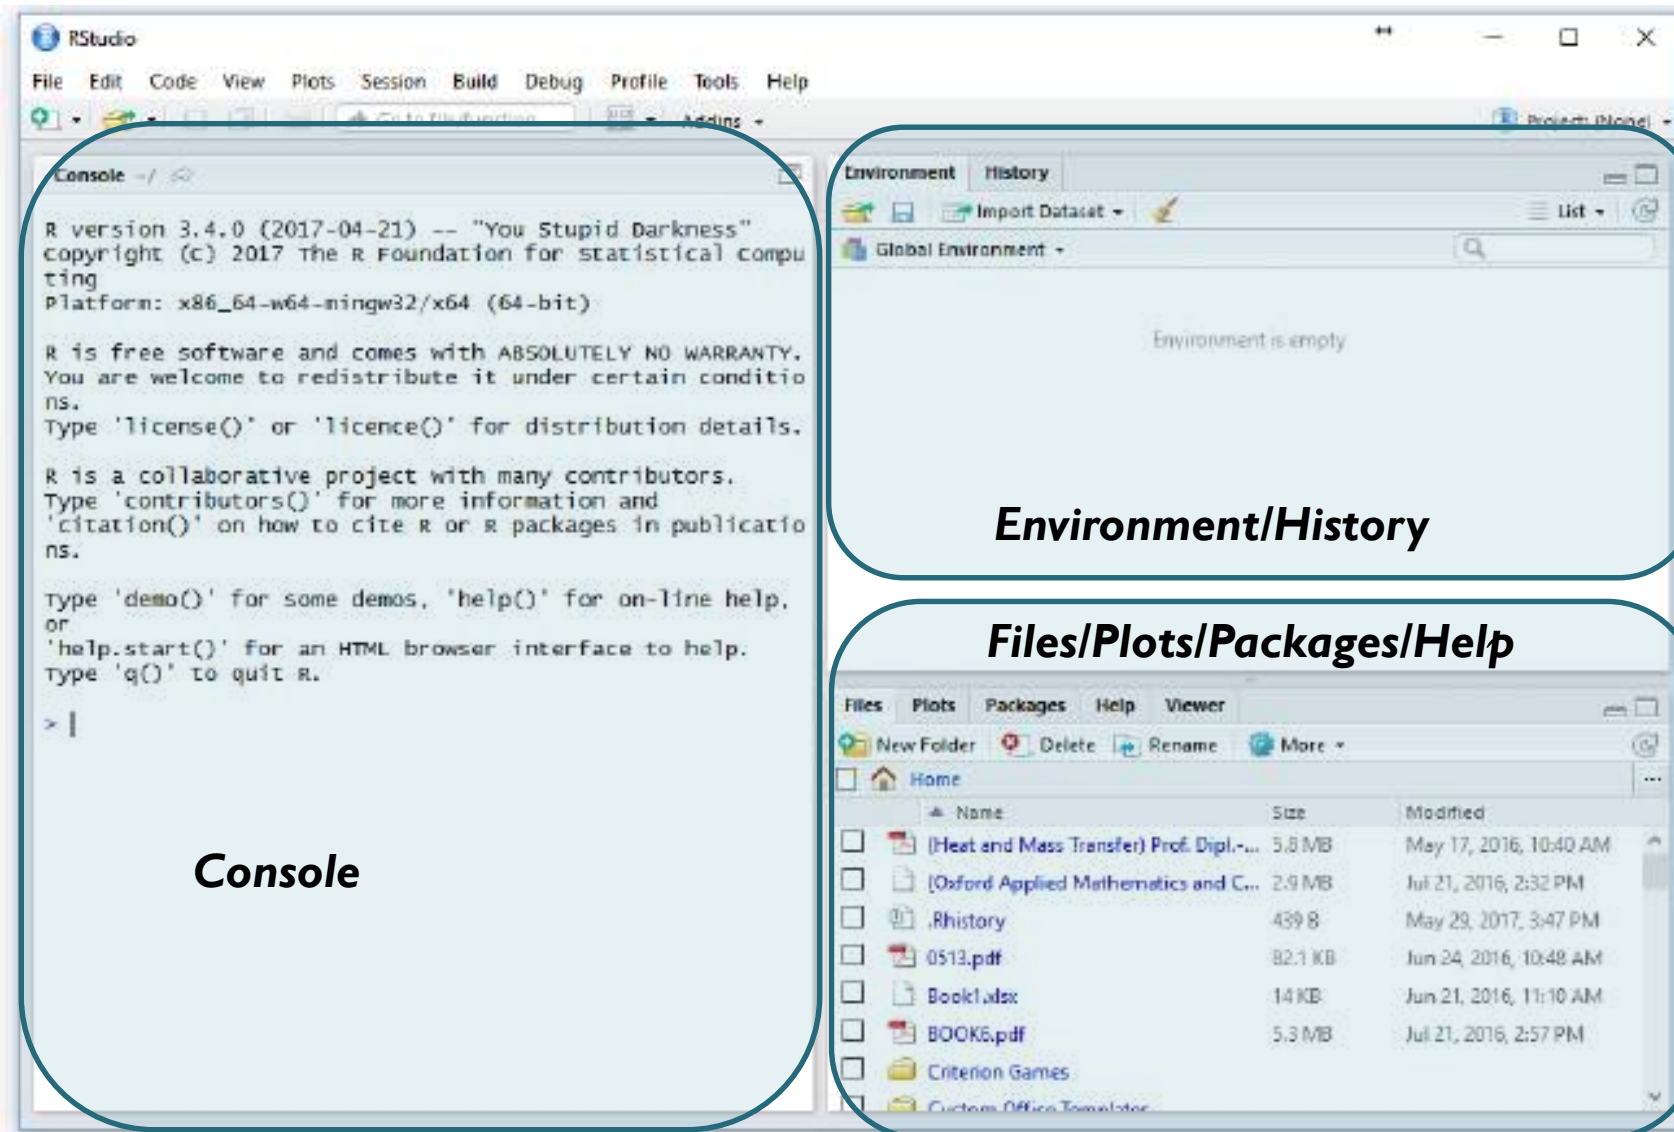 RStudio
File Edit Code View Plots Session Build Debug Profile Tools Help
Go to file/function Addins Project: (None)
Console ~/
R version 3.4.0 (2017-04-21) -- "You Stupid Darkness"
Copyright (C) 2017 The R Foundation for Statistical Compu
ting
Platform: x86_64-w64-mingw32/x64 (64-bit)
R is free software and comes with ABSOLUTELY NO WARRANTY.
You are welcome to redistribute it under certain conditio
ns.
Type 'license()' or 'licence()' for distribution details.
R is a collaborative project with many contributors.
Type 'contributors()' for more information and
'citation()' on how to cite R or R packages in publicatio
ns.
Type 'demo()' for some demos, 'help()' for on-line help,
or
'help.start()' for an HTML browser interface to help.
Type 'q()' to quit R.
>
Console
Environment History
Import Dataset List
Global Environment
Environment is empty
Environment/History
Files/Plots/Packages/Help
Files Plots Packages Help Viewer
New Folder Delete Rename More
Home ...
Name Size Modified
(Heat and Mass Transfer) Prof. Dipl.-... 5.8 MB May 17, 2016, 10:40 AM
(Oxford Applied Mathematics and C... 2.9 MB Jul 21, 2016, 2:32 PM
.Rhistory 439 B May 29, 2017, 3:47 PM
0513.pdf 82.1 KB Jun 24, 2016, 10:48 AM
Book1.xlsx 14 KB Jun 21, 2016, 11:10 AM
BOOK6.pdf 5.3 MB Jul 21, 2016, 2:57 PM
Criterion Games
Custom Office Templates